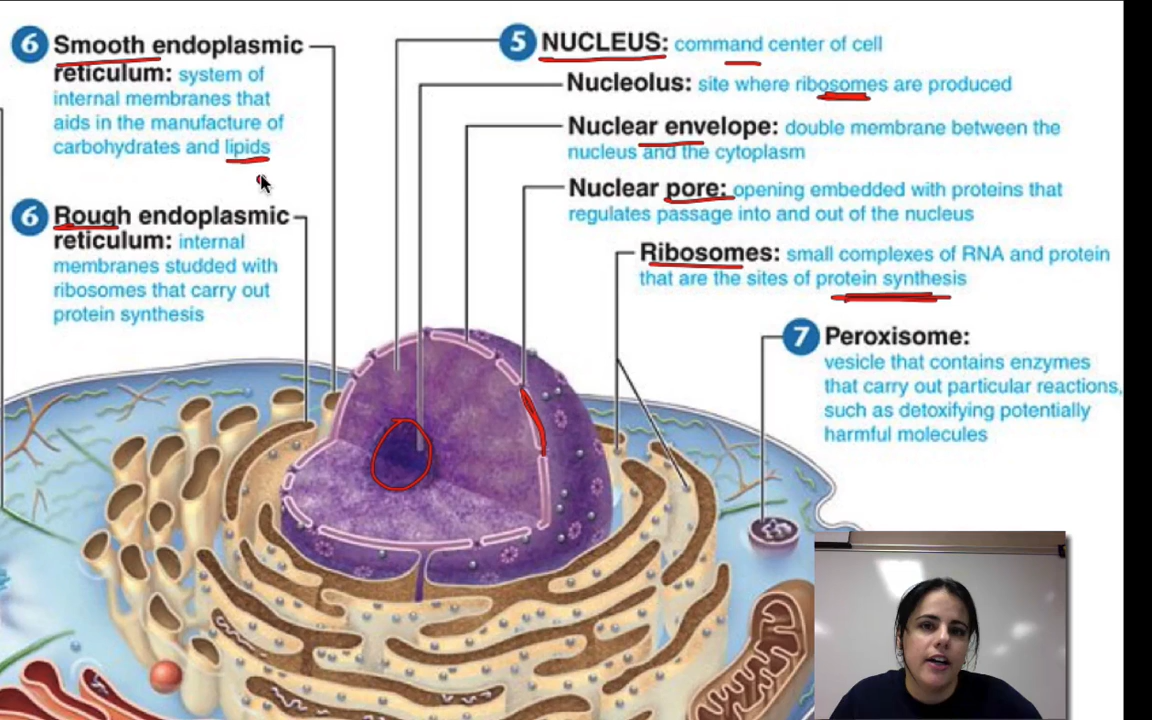 6 Smooth endoplasmic
reticulum: system of
internal membranes that
aids in the manufacture of
carbohydrates and lipids
6 Rough endoplasmic
reticulum: internal
membranes studded with
ribosomes that carry out
protein synthesis
5 NUCLEUS: command center of cell
Nucleolus: site where ribosomes are produced
Nuclear envelope: double membrane between the
nucleus and the cytoplasm
Nuclear pore: opening embedded with proteins that
regulates passage into and out of the nucleus
Ribosomes: small complexes of RNA and protein
that are the sites of protein synthesis
7 Peroxisome:
vesicle that contains enzymes
that carry out particular reactions,
such as detoxifying potentially
harmful molecules